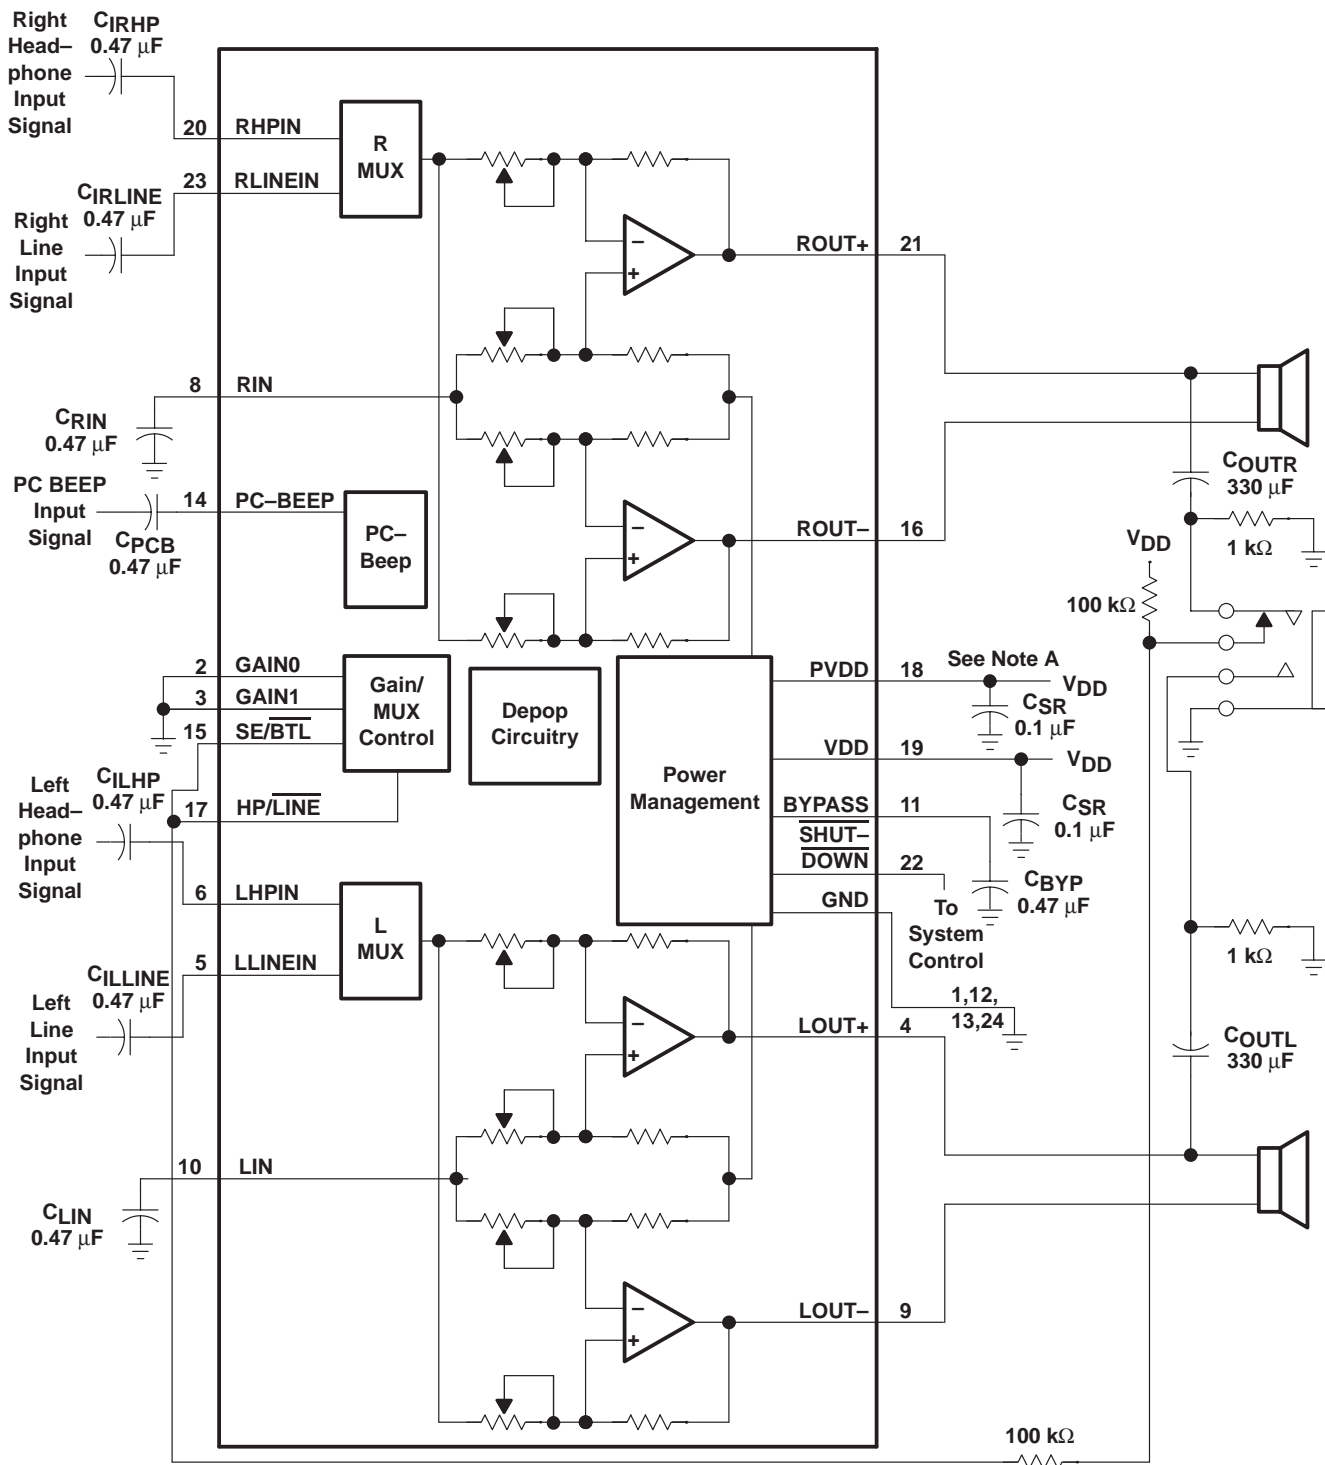 Right
Head–
phone
Input
Signal
CIRHP
0.47 μF
20
RHPIN
R
MUX
CIRLINE
0.47 μF
23
RLINEIN
Right
Line
Input
Signal
–
+
ROUT+
21
8
RIN
CRIN
0.47 μF
COUTR
330 μF
PC BEEP
Input
Signal
14
PC–BEEP
CPCB
0.47 μF
PC–
Beep
–
+
ROUT–
16
1 kΩ
VDD
100 kΩ
2
GAIN0
3
GAIN1
15
SE/BTL
Gain/
MUX
Control
Depop
Circuitry
Power
Management
PVDD
18
See Note A
VDD
CSR
0.1 μF
VDD
19
VDD
CSR
0.1 μF
Left
Head–
phone
Input
Signal
CILHP
0.47 μF
17
HP/LINE
BYPASS
11
SHUT–
DOWN
22
CBYP
0.47 μF
GND
To
System
Control
6
LHPIN
L
MUX
5
LLINEIN
CILLINE
0.47 μF
Left
Line
Input
Signal
1 kΩ
1,12,
13,24
–
+
LOUT+
4
COUTL
330 μF
10
LIN
CLIN
0.47 μF
–
+
LOUT–
9
100 kΩ